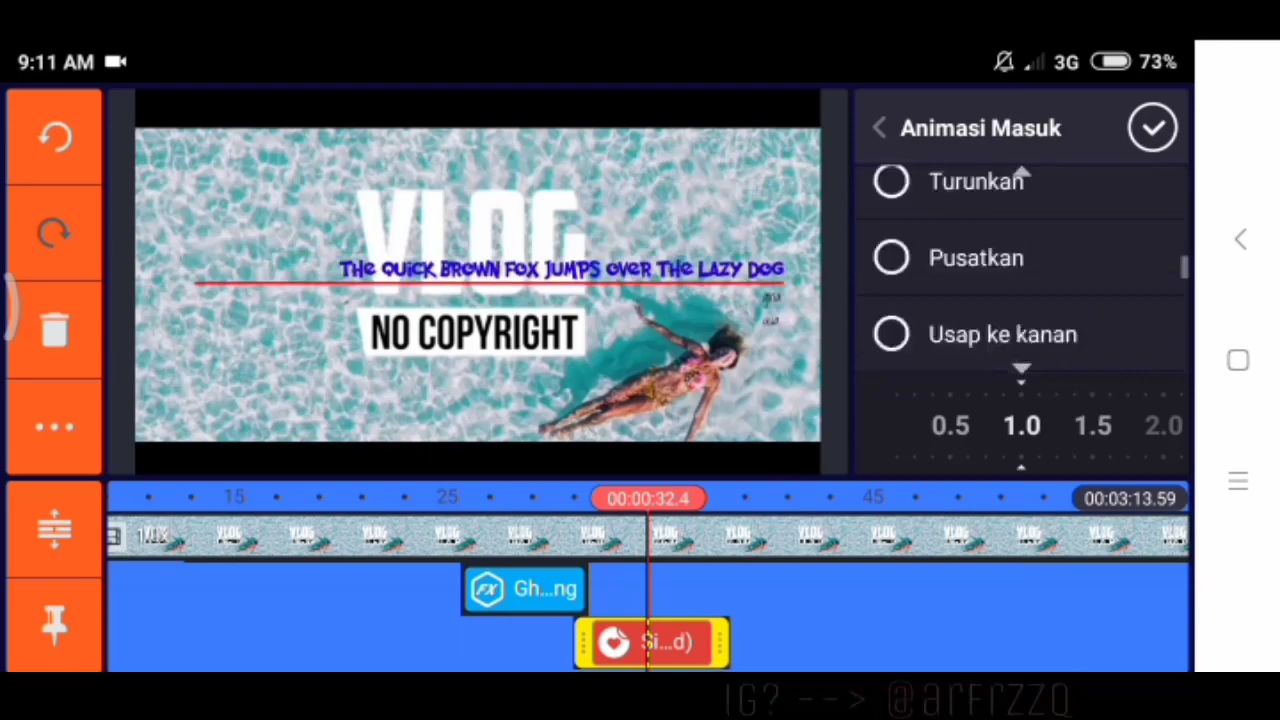 9:11 AM
3G 73%
Animasi Masuk
Turunkan
Pusatkan
Usap ke kanan
0.5 1.0 1.5 2.0
VLOG
THE QUICK BROWN FOX JUMPS OVER THE LAZY DOG
NO COPYRIGHT
15 25 00:00:32.4 45 00:03:13.59
FX Gh...ng
Si...d)
IG? --> @arfrzzq